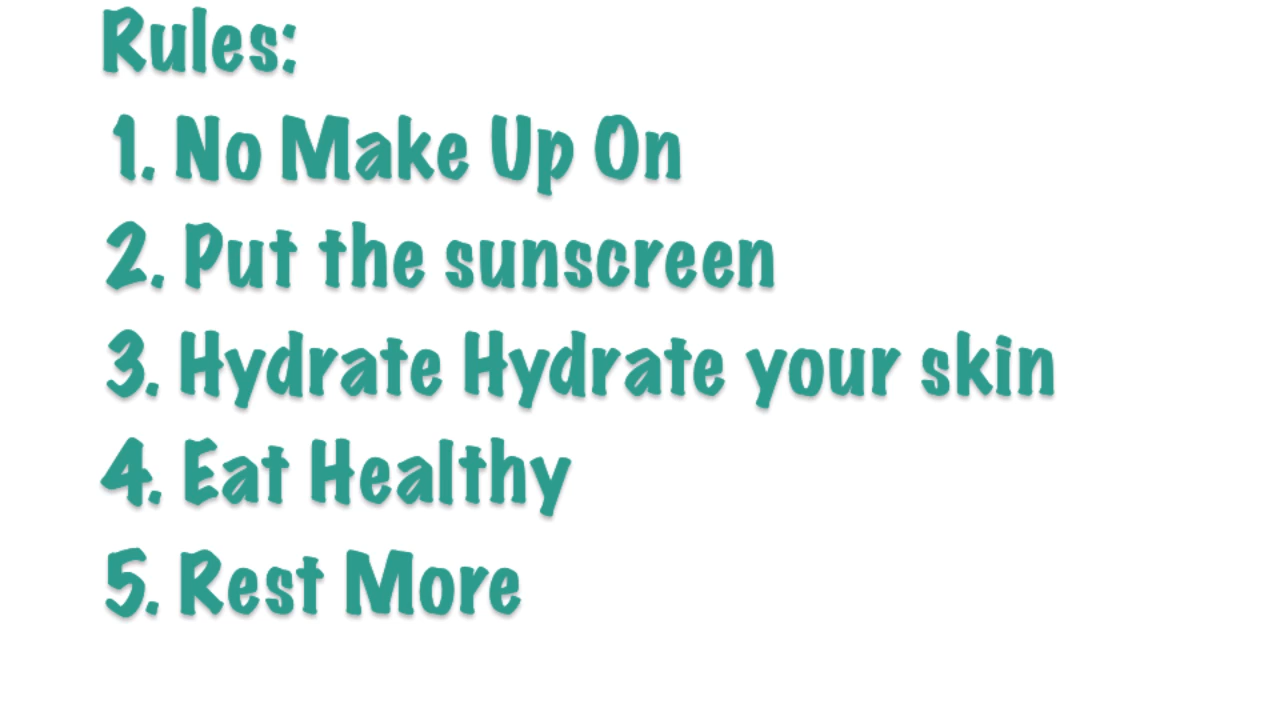 Rules:
1. No Make Up On
2. Put the sunscreen
3. Hydrate Hydrate your skin
4. Eat Healthy
5. Rest More